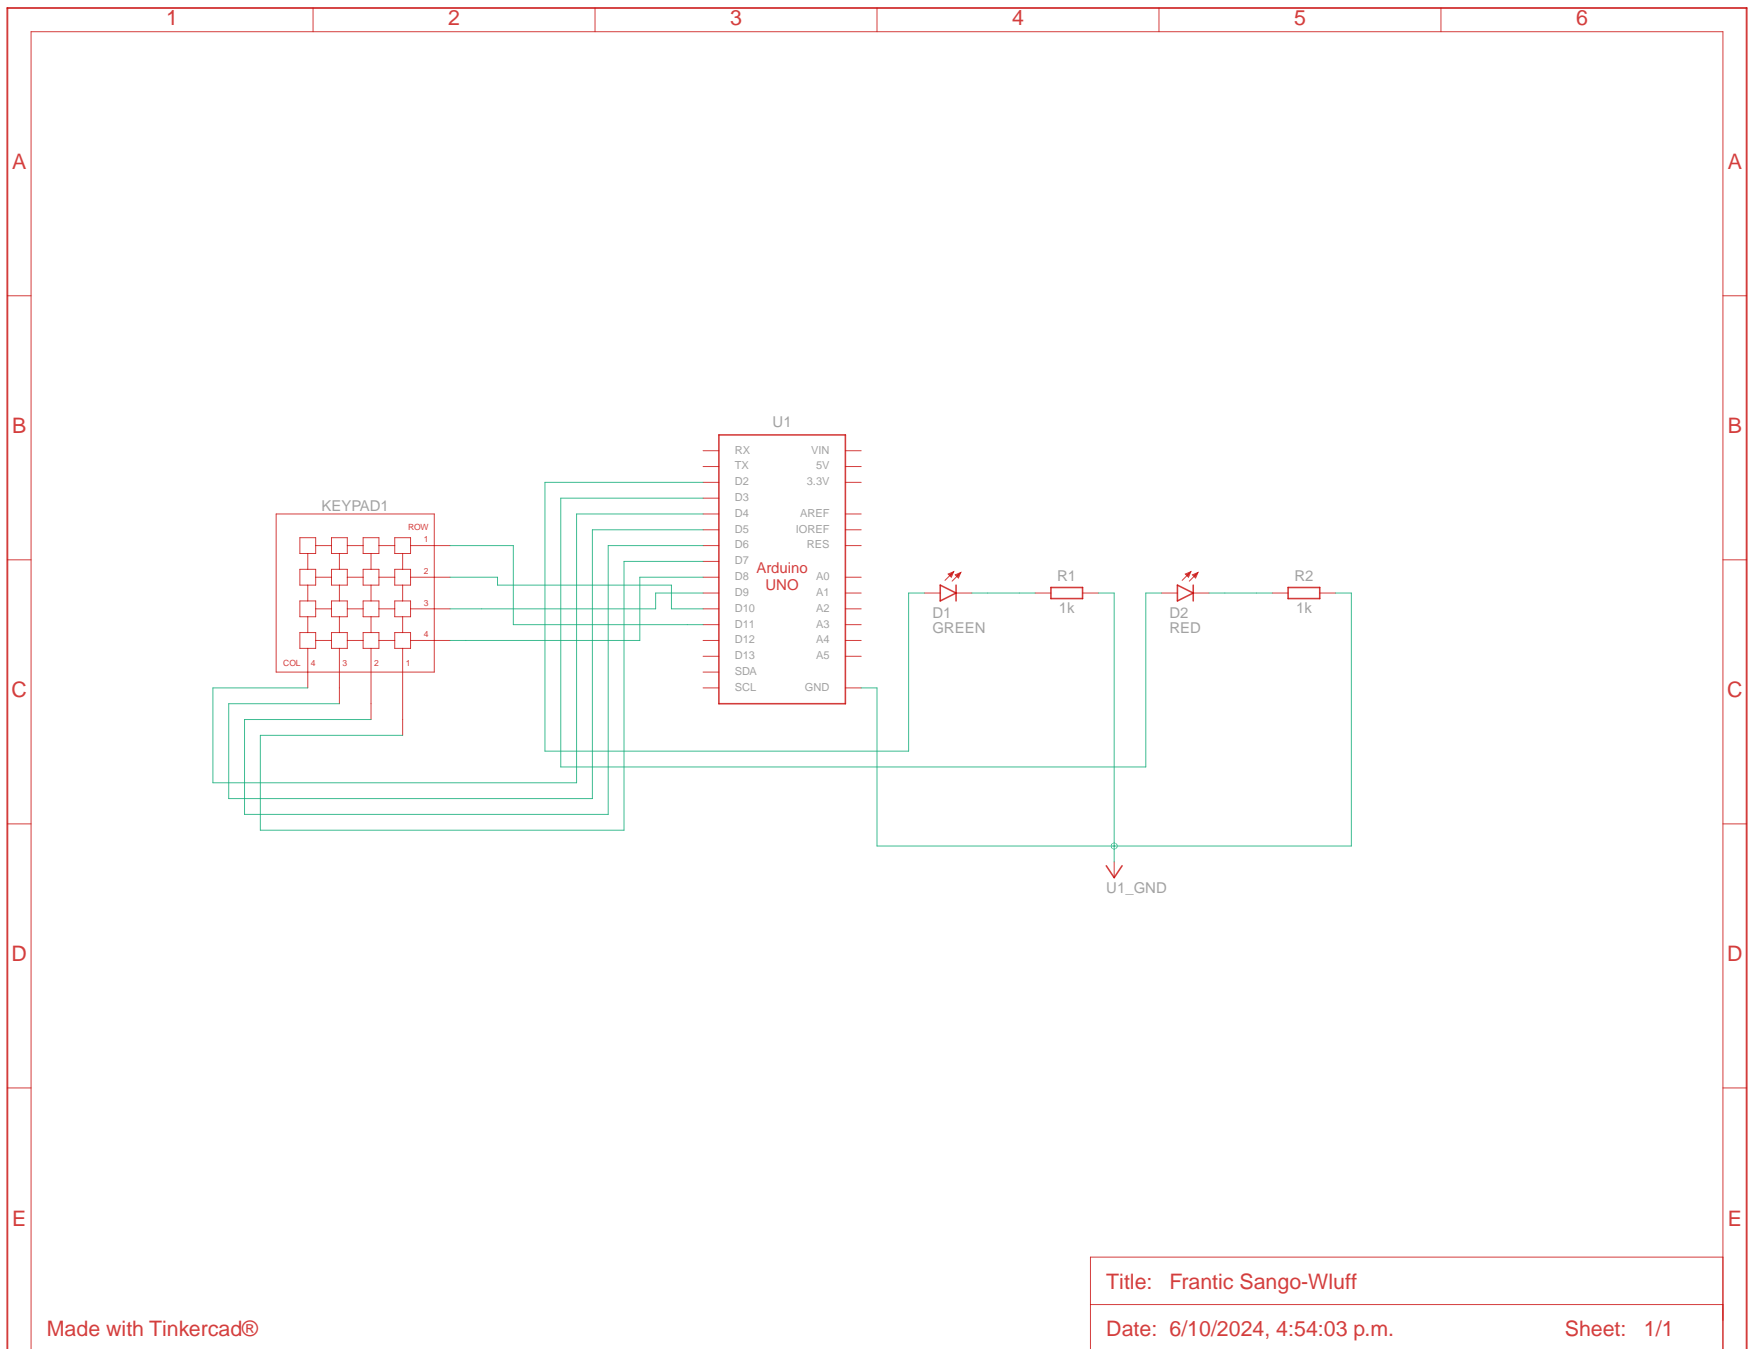 1 2 3 4 5 6
A A
B B
U1
RX VIN
TX 5V
D2 3.3V
D3
D4 AREF
D5 IOREF
D6 RES
D7
Arduino
UNO
D8 A0
D9 A1
D10 A2
D11 A3
D12 A4
D13 A5
SDA
SCL GND
KEYPAD1
ROW
1
2
3
4
COL 4 3 2 1
D1
GREEN
R1
1k
D2
RED
R2
1k
C C
U1_GND
D D
E E
Title: Frantic Sango-Wluff
Made with Tinkercad®
Date: 6/10/2024, 4:54:03 p.m. Sheet: 1/1